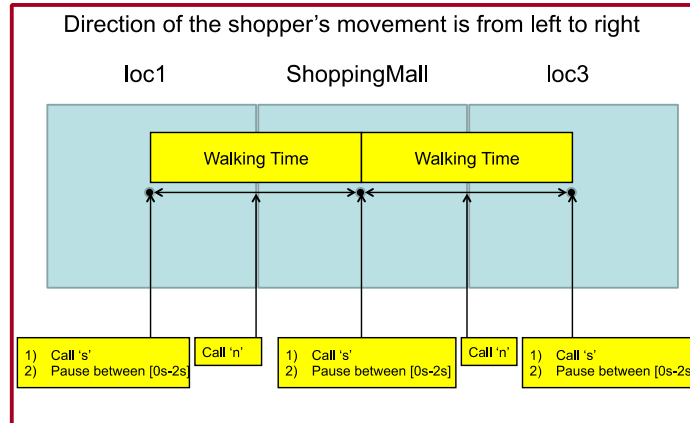 Direction of the shopper’s movement is from left to right
loc1 ShoppingMall loc3
Walking Time Walking Time
1) Call ‘s’
2) Pause between [0s-2s]
Call ‘n’
1) Call ‘s’
2) Pause between [0s-2s]
Call ‘n’
1) Call ‘s’
2) Pause between [0s-2s]